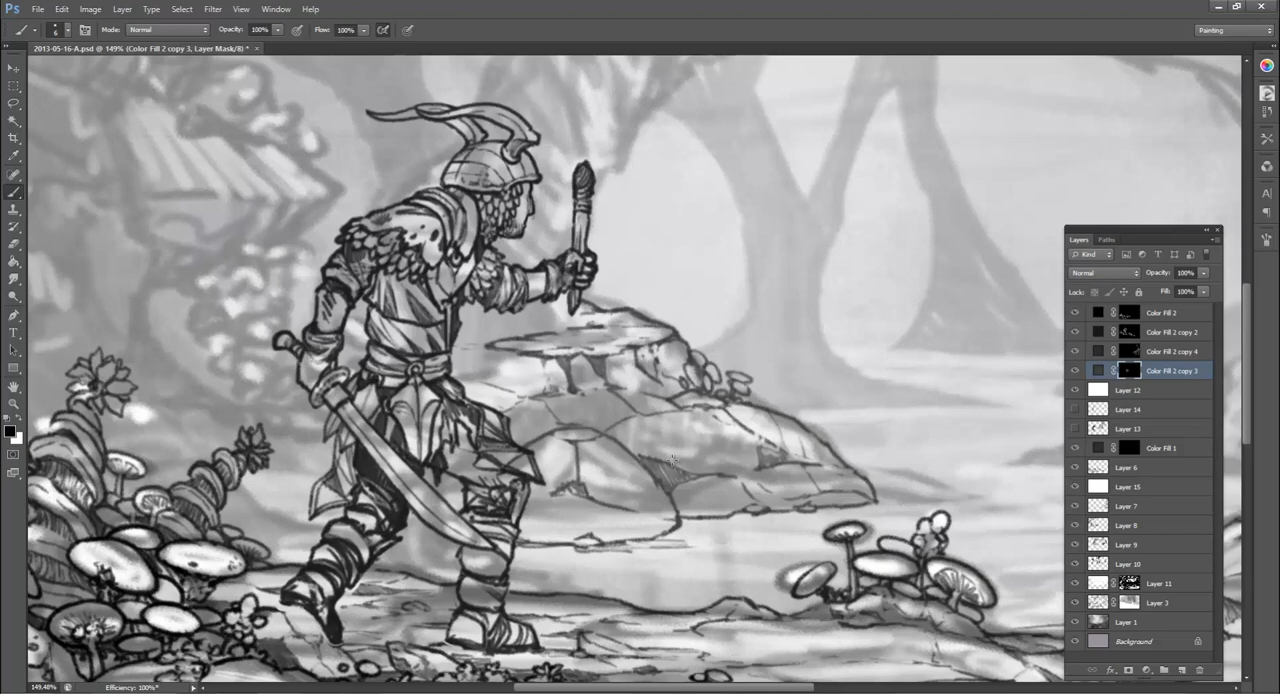 Ps File Edit Image Layer Type Select Filter View Window Help
6 Mode: Normal Opacity: 100% Flow: 100% Painting
2013-05-16-A.psd @ 149% (Color Fill 2 copy 3, Layer Mask/8) * ×
Layers Paths
Kind
Normal Opacity: 100%
Lock: Fill: 100%
Color Fill 2
Color Fill 2 copy 2
Color Fill 2 copy 4
Color Fill 2 copy 3
Layer 12
Layer 14
Layer 13
Color Fill 1
Layer 6
Layer 15
Layer 7
Layer 8
Layer 9
Layer 10
Layer 11
Layer 3
Layer 1
Background
149.48% Efficiency: 100%*